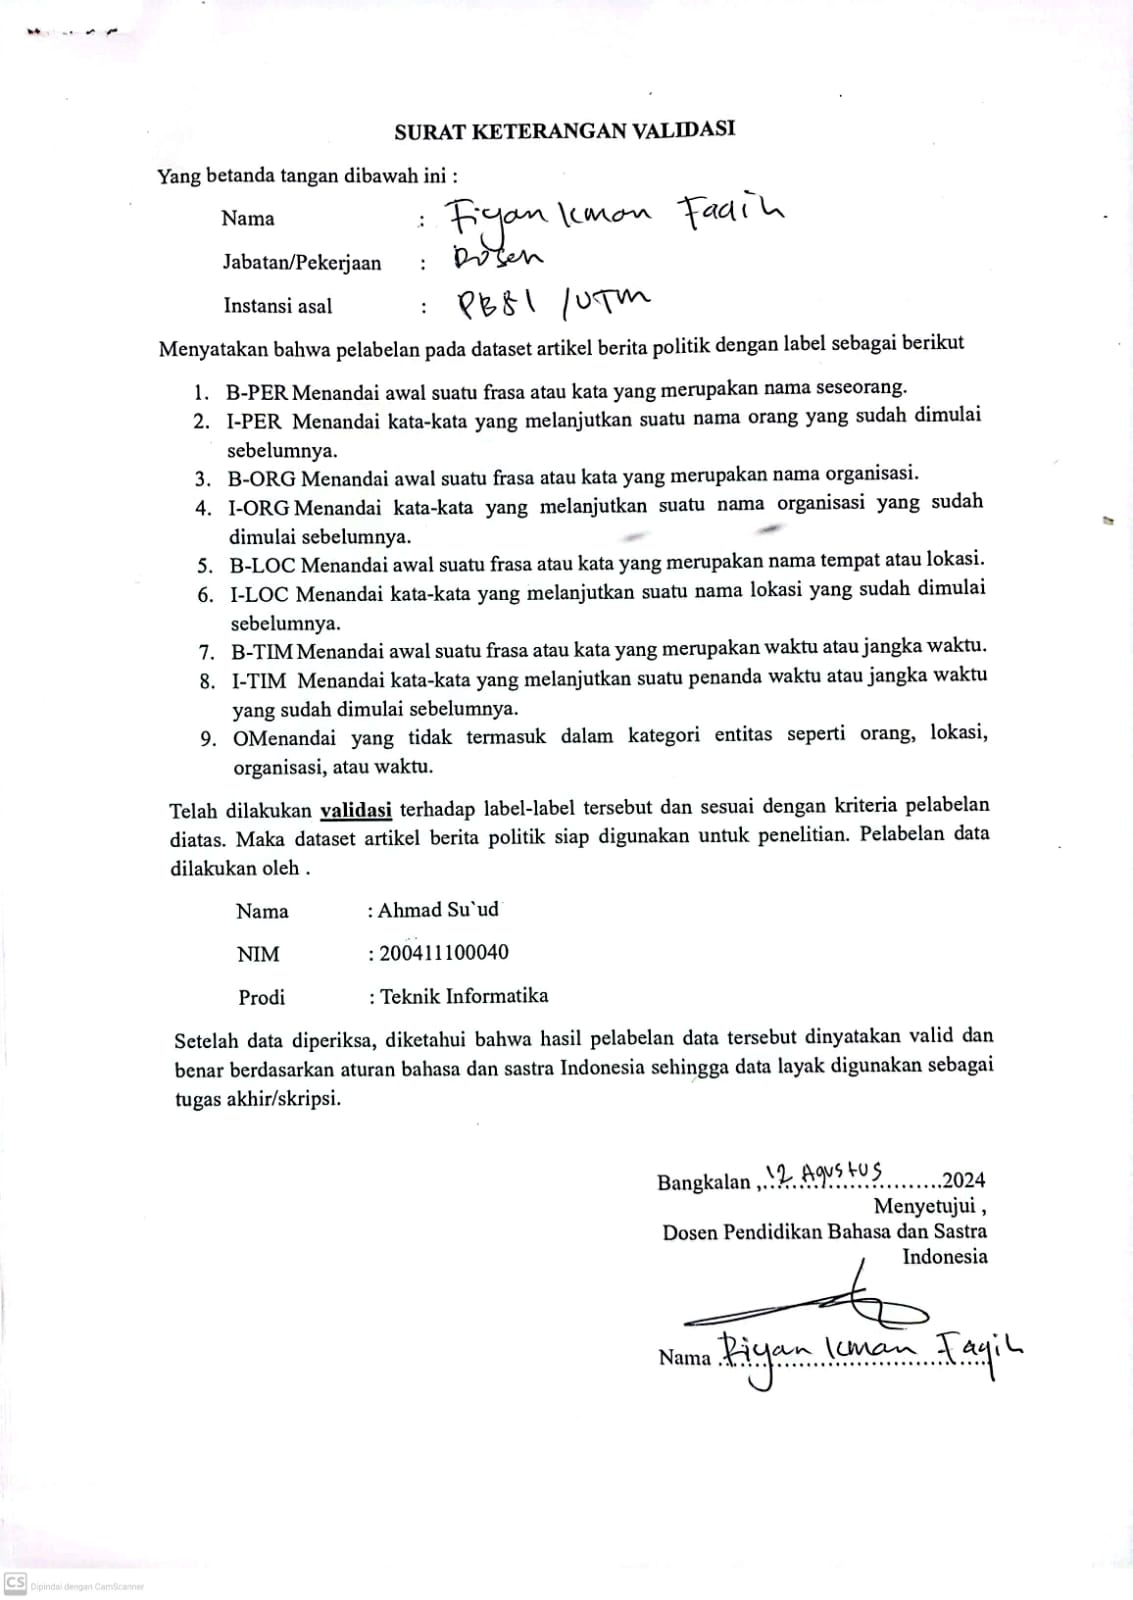 SURAT KETERANGAN VALIDASI
Yang betanda tangan dibawah ini :
Nama : Fiyan Ilman Faqih
Jabatan/Pekerjaan : Dosen
Instansi asal : PBSI /UTM
Menyatakan bahwa pelabelan pada dataset artikel berita politik dengan label sebagai berikut
1. B-PER Menandai awal suatu frasa atau kata yang merupakan nama seseorang.
2. I-PER Menandai kata-kata yang melanjutkan suatu nama orang yang sudah dimulai
sebelumnya.
3. B-ORG Menandai awal suatu frasa atau kata yang merupakan nama organisasi.
4. I-ORG Menandai kata-kata yang melanjutkan suatu nama organisasi yang sudah
dimulai sebelumnya.
5. B-LOC Menandai awal suatu frasa atau kata yang merupakan nama tempat atau lokasi.
6. I-LOC Menandai kata-kata yang melanjutkan suatu nama lokasi yang sudah dimulai
sebelumnya.
7. B-TIM Menandai awal suatu frasa atau kata yang merupakan waktu atau jangka waktu.
8. I-TIM Menandai kata-kata yang melanjutkan suatu penanda waktu atau jangka waktu
yang sudah dimulai sebelumnya.
9. OMenandai yang tidak termasuk dalam kategori entitas seperti orang, lokasi,
organisasi, atau waktu.
Telah dilakukan validasi terhadap label-label tersebut dan sesuai dengan kriteria pelabelan
diatas. Maka dataset artikel berita politik siap digunakan untuk penelitian. Pelabelan data
dilakukan oleh .
Nama : Ahmad Su`ud
NIM : 200411100040
Prodi : Teknik Informatika
Setelah data diperiksa, diketahui bahwa hasil pelabelan data tersebut dinyatakan valid dan
benar berdasarkan aturan bahasa dan sastra Indonesia sehingga data layak digunakan sebagai
tugas akhir/skripsi.
Bangkalan ,12 Agustus 2024
Menyetujui ,
Dosen Pendidikan Bahasa dan Sastra
Indonesia
Nama Fiyan Ilman Faqih
CS Dipindai dengan CamScanner